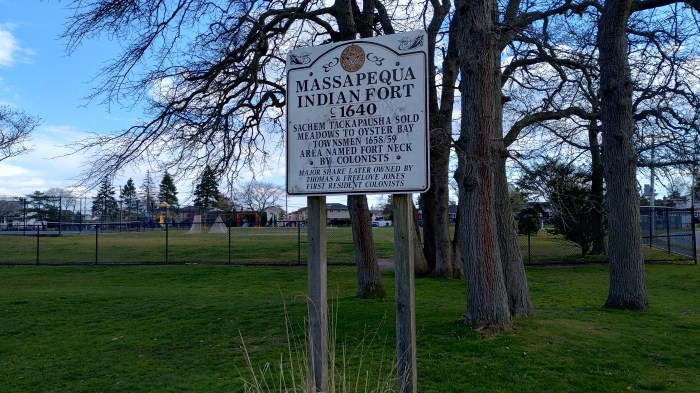 MASSAPEQUA
INDIAN FORT
C 1640
SACHEM TACKAPAUSHA SOLD
MEADOWS TO OYSTER BAY
TOWNSMEN 1658/59
AREA NAMED FORT NECK
BY COLONISTS
MAJOR SHARE LATER OWNED BY
THOMAS & FREELOVE JONES
FIRST RESIDENT COLONISTS